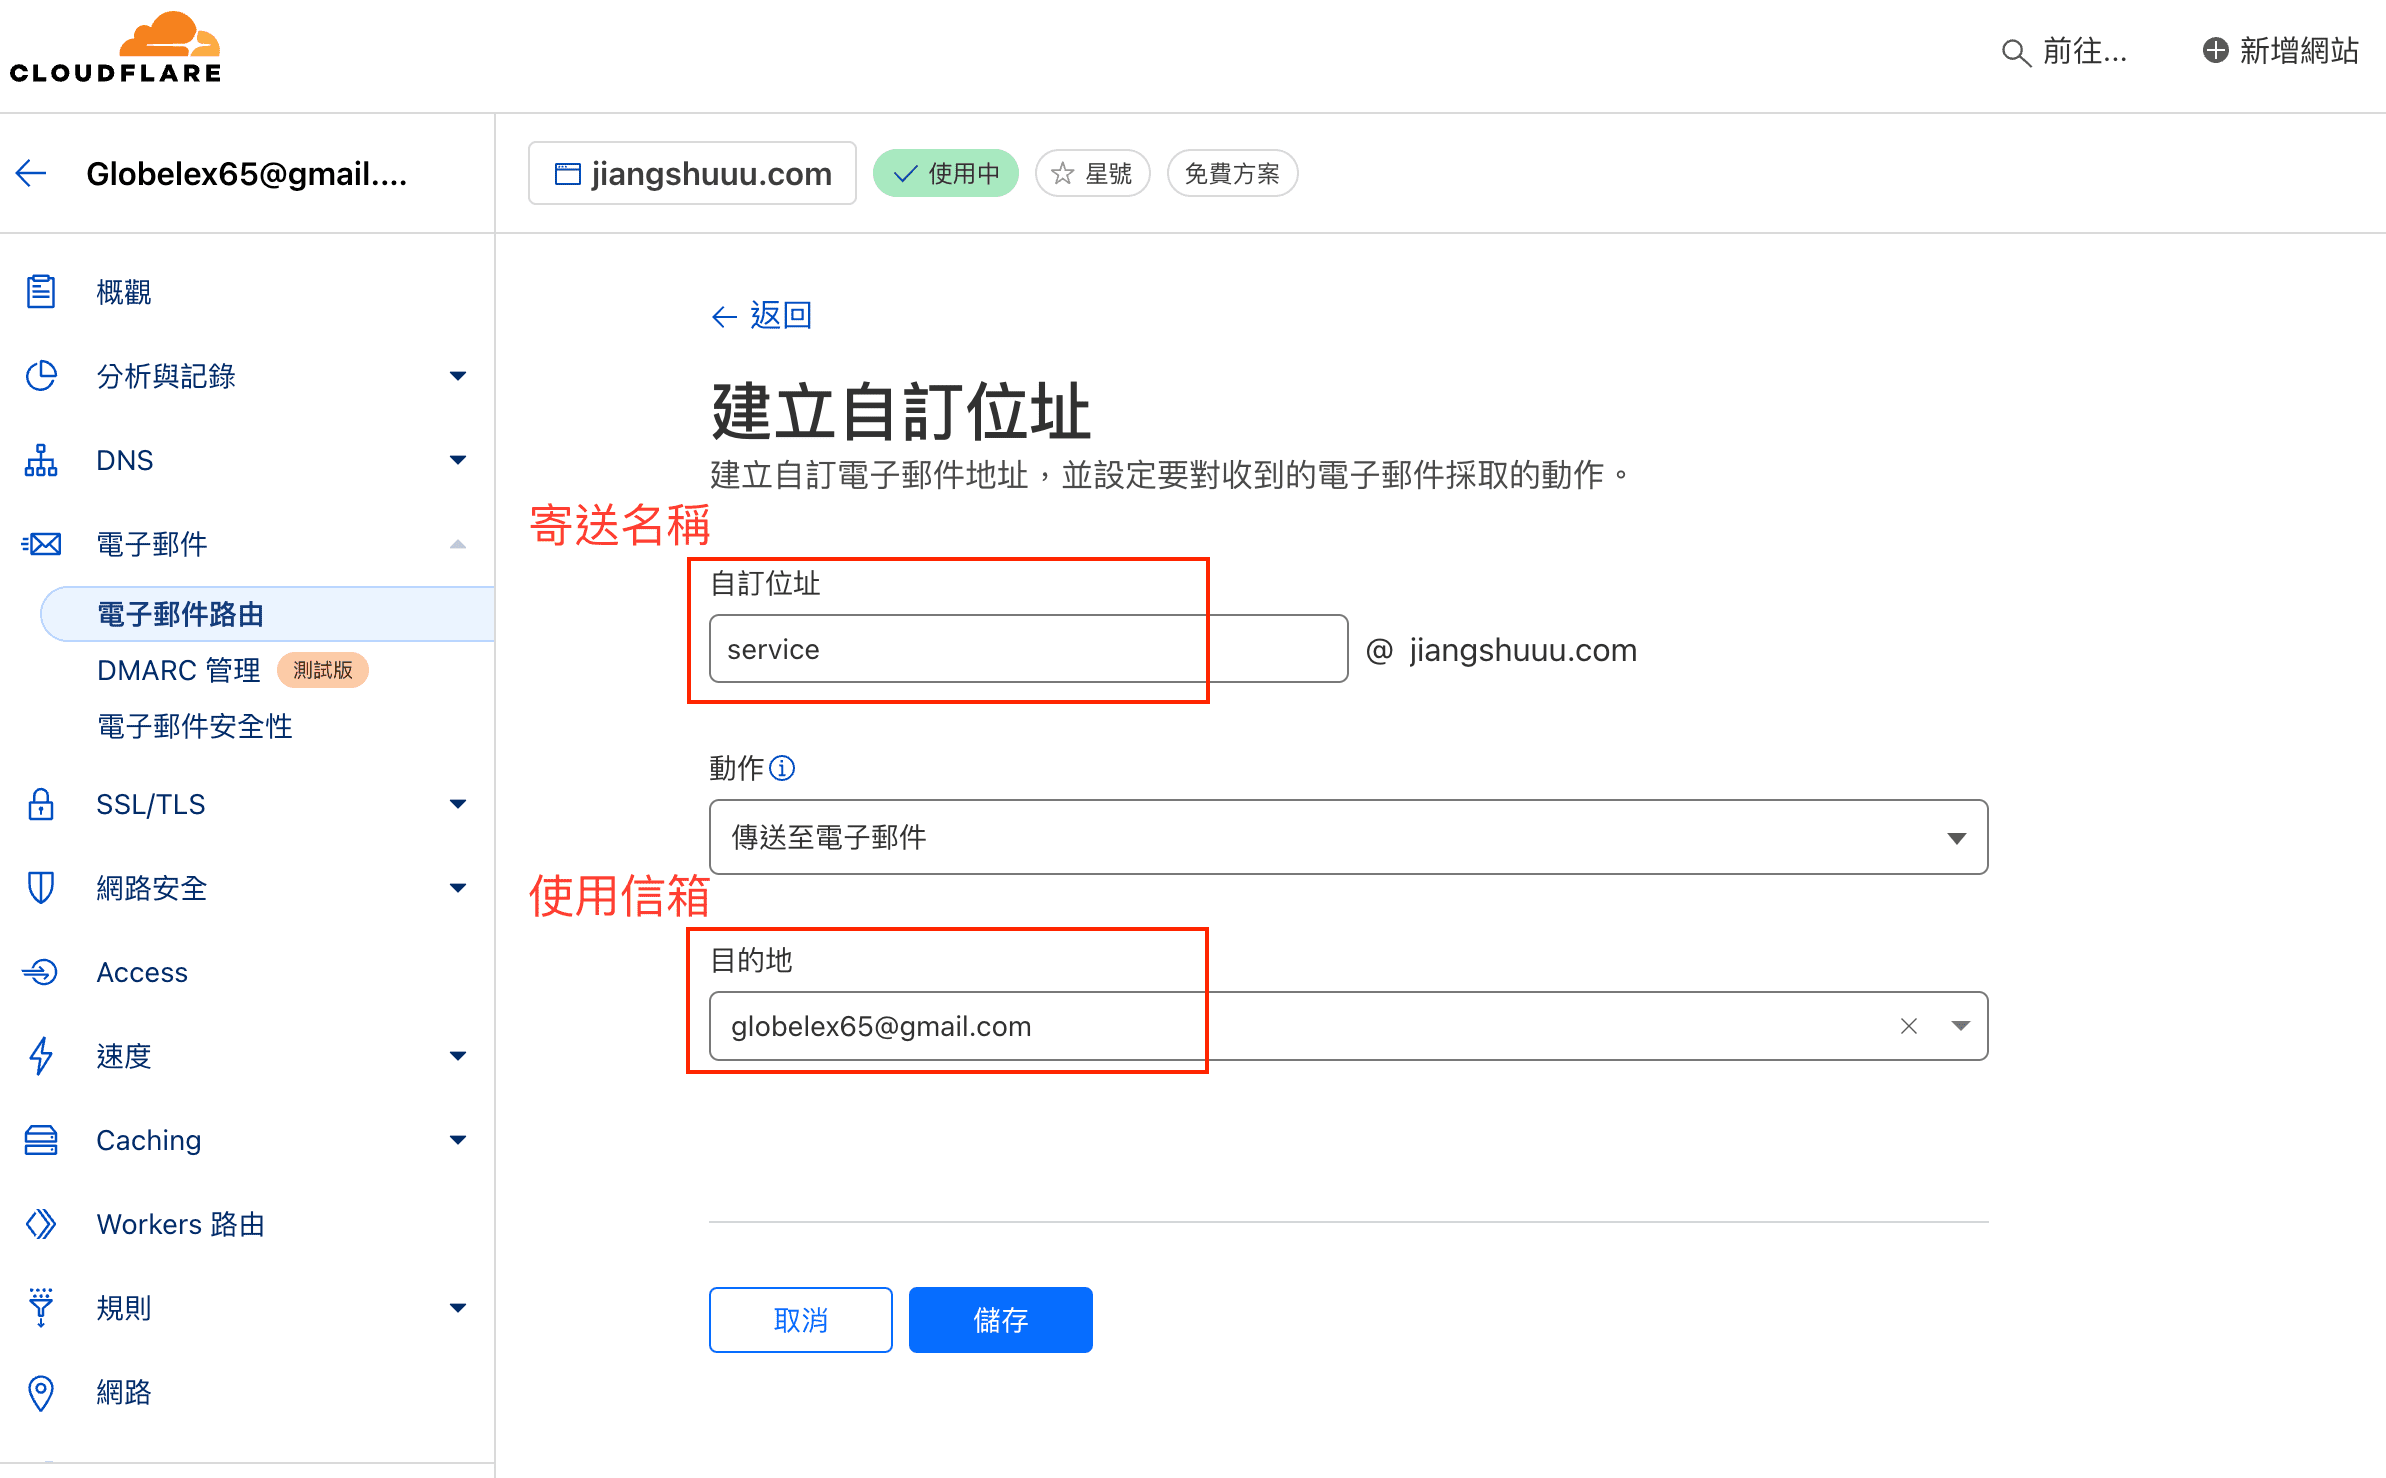 CLOUDFLARE
前往...
新增網站
Globelex65@gmail....
jiangshuuu.com
使用中
星號
免費方案
概觀
分析與記錄
DNS
電子郵件
電子郵件路由
DMARC 管理 測試版
電子郵件安全性
SSL/TLS
網路安全
Access
速度
Caching
Workers 路由
規則
網路
返回
建立自訂位址
建立自訂電子郵件地址，並設定要對收到的電子郵件採取的動作。
寄送名稱
自訂位址
service
@ jiangshuuu.com
動作
傳送至電子郵件
使用信箱
目的地
globelex65@gmail.com
取消
儲存